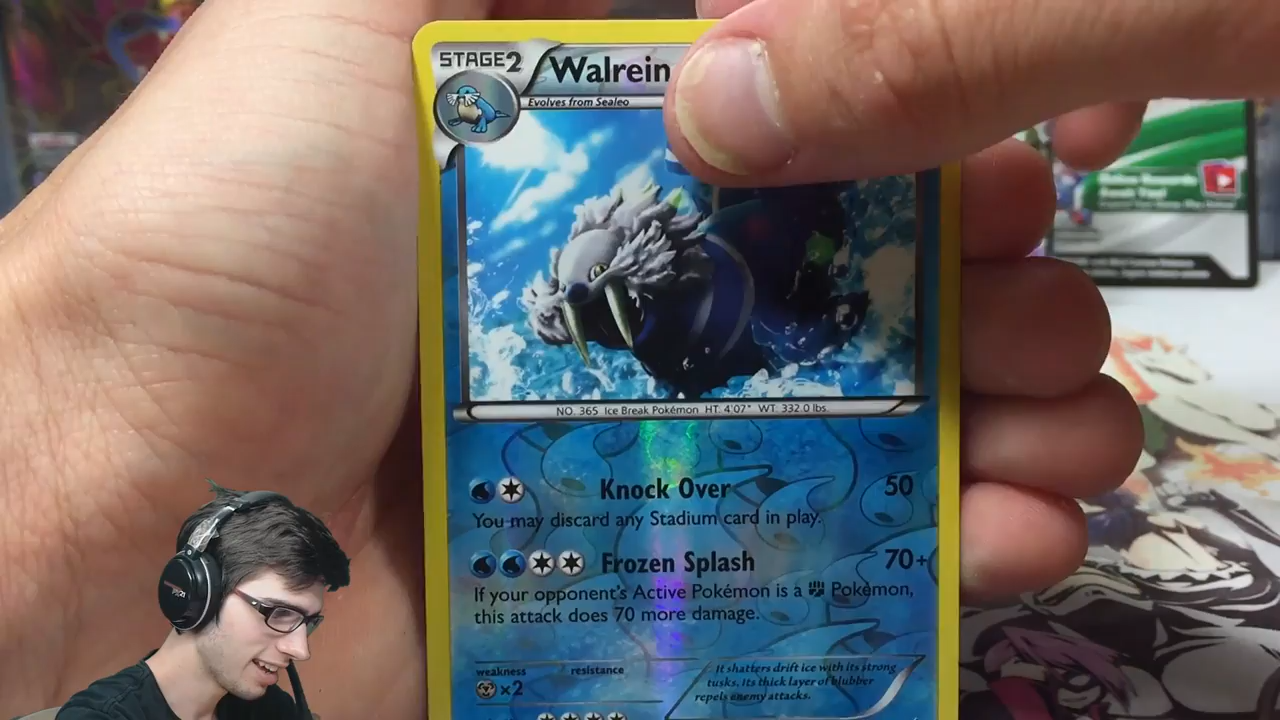 STAGE2
Walrein
Evolves from Sealeo
NO. 365 Ice Break Pokémon HT: 4'07" WT: 332.0 lbs.
Knock Over 50
You may discard any Stadium card in play.
Frozen Splash 70+
If your opponent's Active Pokémon is a Pokémon,
this attack does 70 more damage.
weakness resistance
×2
It shatters drift ice with its strong
tusks. Its thick layer of blubber
repels enemy attacks.